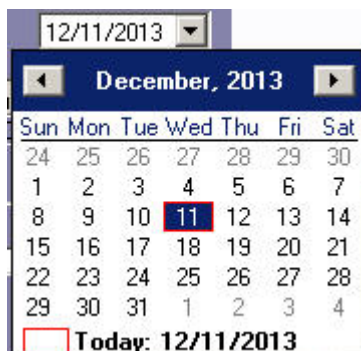 12/11/2013
December, 2013
Sun Mon Tue Wed Thu Fri Sat
24 25 26 27 28 29 30
1 2 3 4 5 6 7
8 9 10 11 12 13 14
15 16 17 18 19 20 21
22 23 24 25 26 27 28
29 30 31 1 2 3 4
Today: 12/11/2013